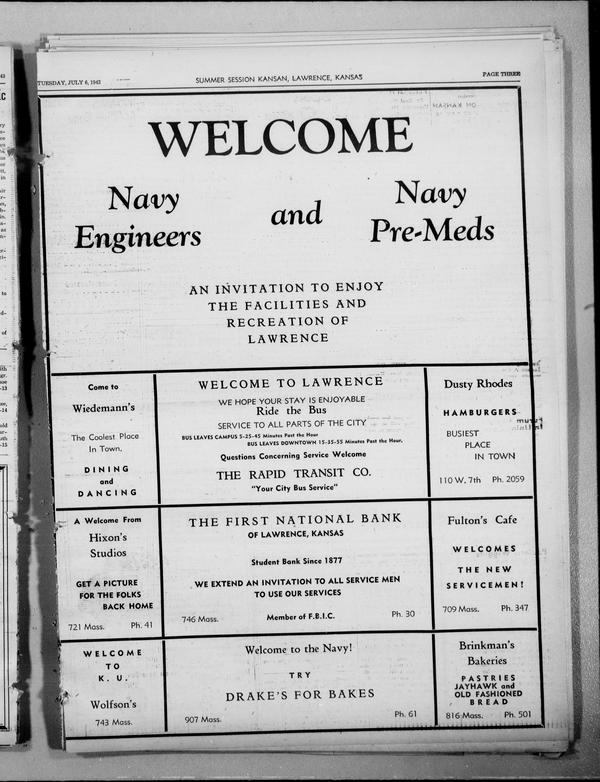 TUESDAY, JULY 6, 1943
SUMMER SESSION KANSAN, LAWRENCE, KANSAS
PAGE THREE
WELCOME
Navy
Engineers
and
Navy
Pre-Meds
AN INVITATION TO ENJOY
THE FACILITIES AND
RECREATION OF
LAWRENCE
Come to
Wiedemann's
The Coolest Place
In Town.
DINING
and
DANCING
WELCOME TO LAWRENCE
WE HOPE YOUR STAY IS ENJOYABLE
Ride the Bus
SERVICE TO ALL PARTS OF THE CITY
BUS LEAVES CAMPUS 5-25-45 Minutes Past the Hour
BUS LEAVES DOWNTOWN 15-35-55 Minutes Past the Hour.
Questions Concerning Service Welcome
THE RAPID TRANSIT CO.
"Your City Bus Service"
Dusty Rhodes
HAMBURGERS
BUSIEST
PLACE
IN TOWN
110 W. 7th Ph. 2059
A Welcome From
Hixon's
Studios
GET A PICTURE
FOR THE FOLKS
BACK HOME
721 Mass. Ph. 41
THE FIRST NATIONAL BANK
OF LAWRENCE, KANSAS
Student Bank Since 1877
WE EXTEND AN INVITATION TO ALL SERVICE MEN
TO USE OUR SERVICES
746 Mass. Member of F.B.I.C. Ph. 30
Fulton's Cafe
WELCOMES
THE NEW
SERVICEMEN!
709 Mass. Ph. 347
WELCOME
TO
K. U.
Wolfson's
743 Mass.
Welcome to the Navy!
TRY
DRAKE'S FOR BAKES
907 Mass. Ph. 61
Brinkman's
Bakeries
PASTRIES
JAYHAWK and
OLD FASHIONED
BREAD
816 Mass. Ph. 501